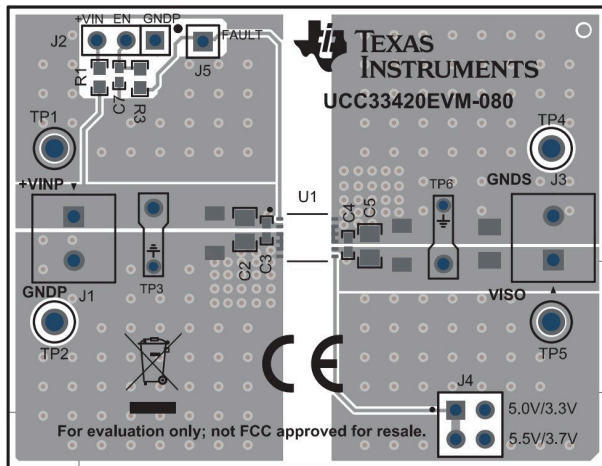 +VIN EN GNDP
J2
FAULT
J5
R1
C7
R3
TEXAS
INSTRUMENTS
UCC33420EVM-080
TP1
TP4
+VINP
U1
TP6
GNDS
J3
C2
C3
C4
C5
GNDP
J1
TP3
VISO
TP2
TP5
CE
J4
5.0V/3.3V
5.5V/3.7V
For evaluation only; not FCC approved for resale.